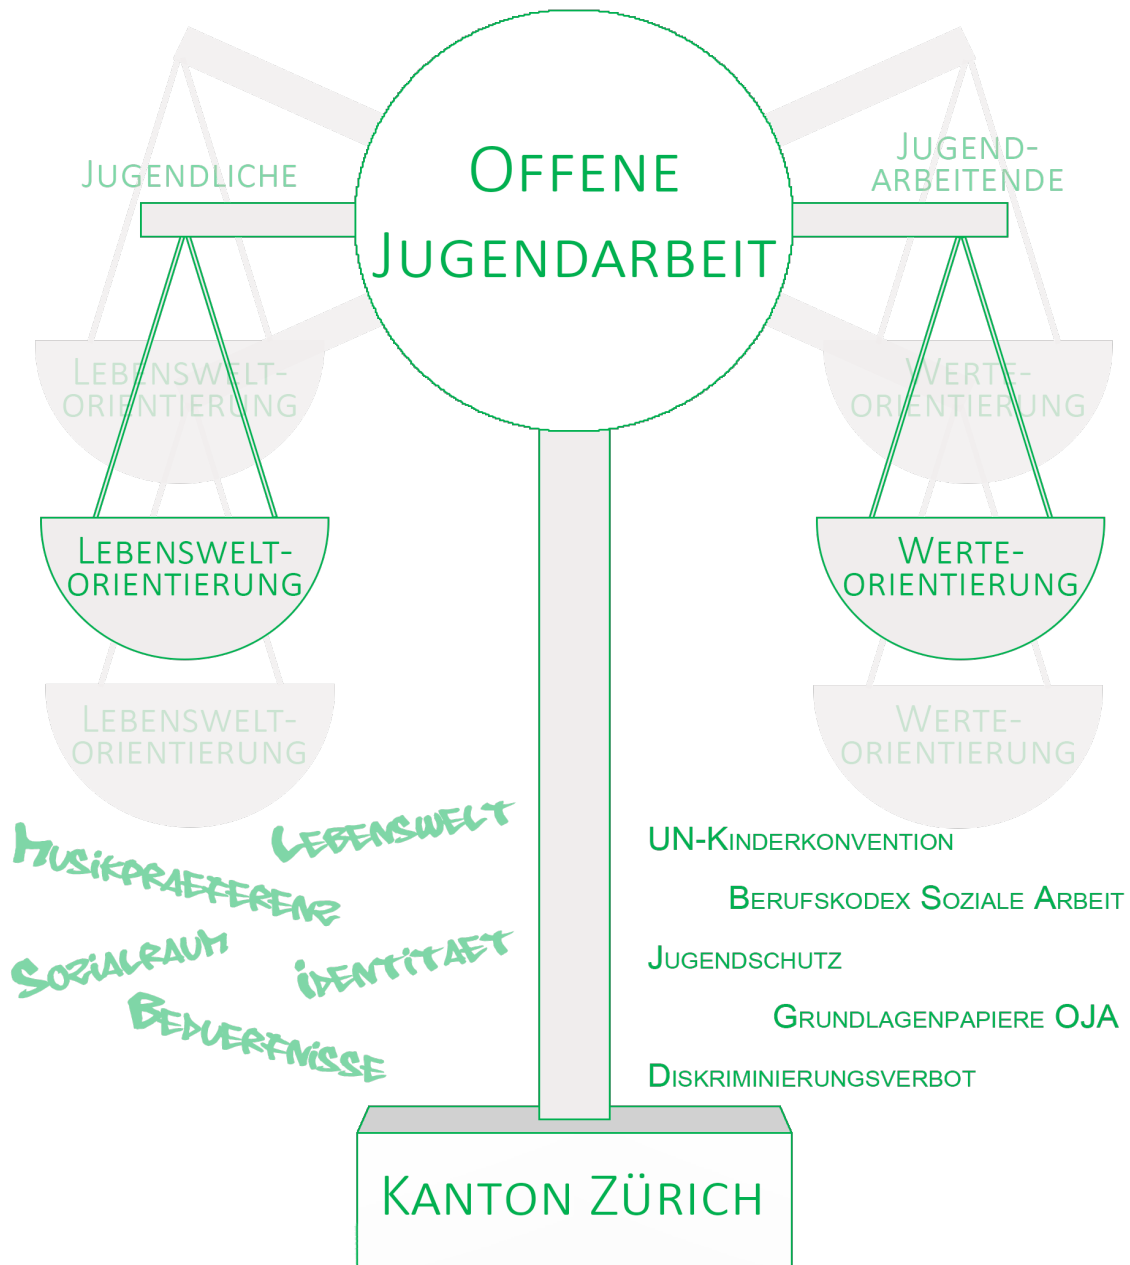 Offene
Jugendarbeit
Jugendliche
Jugend-
arbeitende
Lebenswelt-
orientierung
Werte-
orientierung
Lebenswelt-
orientierung
Werte-
orientierung
Lebenswelt-
orientierung
Werte-
orientierung
Lebenswelt
Musikpraeferenz
Sozialraum
Identitaet
Beduerfnisse
UN-Kinderkonvention
Berufskodex Soziale Arbeit
Jugendschutz
Grundlagenpapiere OJA
Diskriminierungsverbot
Kanton Zürich